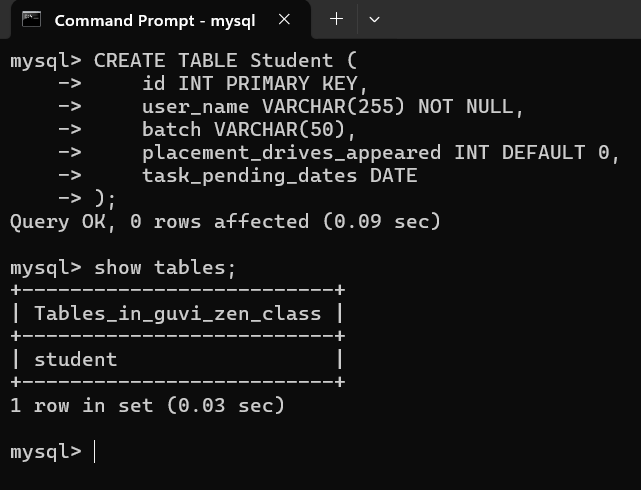 Command Prompt - mysql
mysql> CREATE TABLE Student (
    ->     id INT PRIMARY KEY,
    ->     user_name VARCHAR(255) NOT NULL,
    ->     batch VARCHAR(50),
    ->     placement_drives_appeared INT DEFAULT 0,
    ->     task_pending_dates DATE
    -> );
Query OK, 0 rows affected (0.09 sec)
mysql> show tables;
+--------------------------+
| Tables_in_guvi_zen_class |
+--------------------------+
| student                  |
+--------------------------+
1 row in set (0.03 sec)
mysql>